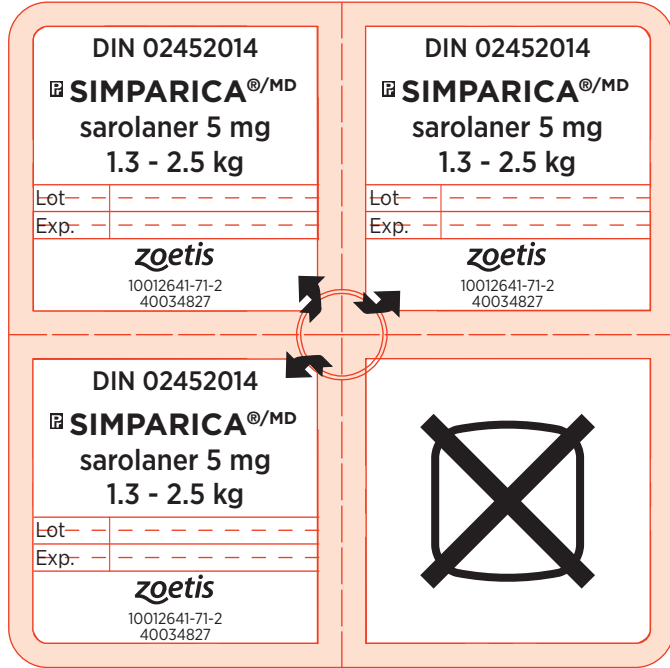 DIN 02452014
Pr SIMPARICA®/MD
sarolaner 5 mg
1.3 - 2.5 kg
Lot
Exp.
zoetis
10012641-71-2
40034827
DIN 02452014
Pr SIMPARICA®/MD
sarolaner 5 mg
1.3 - 2.5 kg
Lot
Exp.
zoetis
10012641-71-2
40034827
DIN 02452014
Pr SIMPARICA®/MD
sarolaner 5 mg
1.3 - 2.5 kg
Lot
Exp.
zoetis
10012641-71-2
40034827